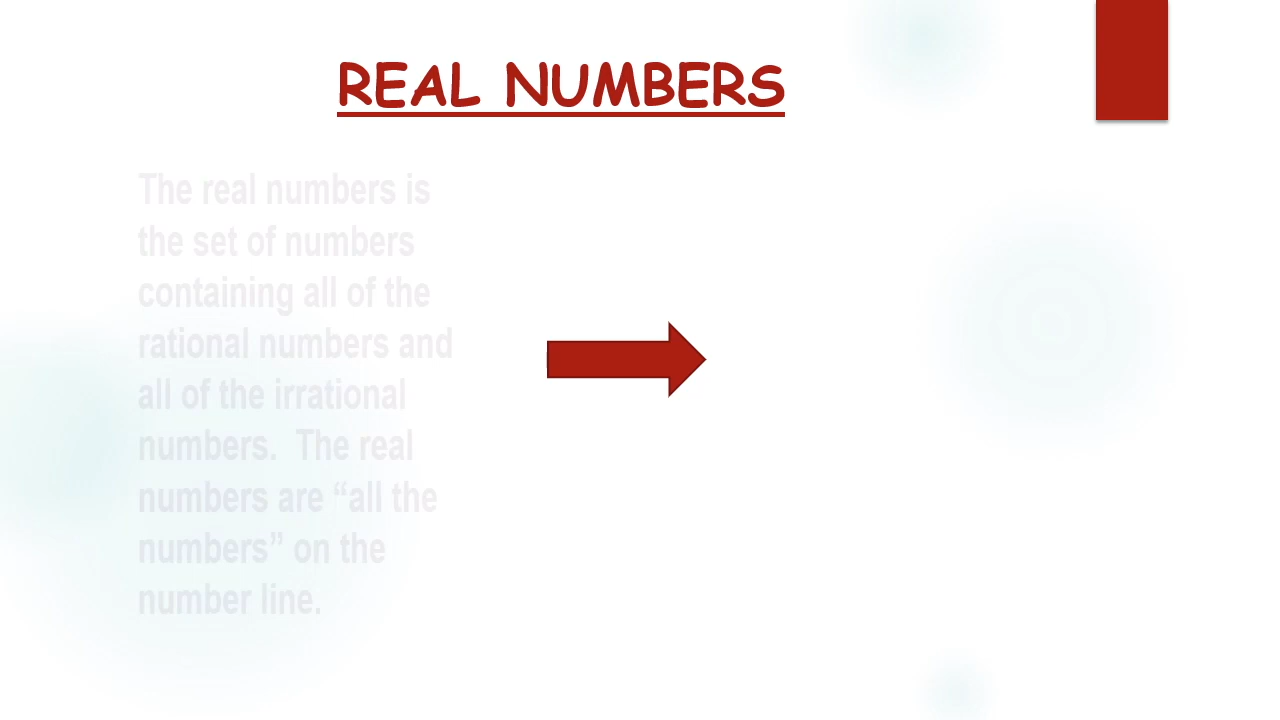 REAL NUMBERS
The real numbers is
the set of numbers
containing all of the
rational numbers and
all of the irrational
numbers.  The real
numbers are “all the
numbers” on the
number line.